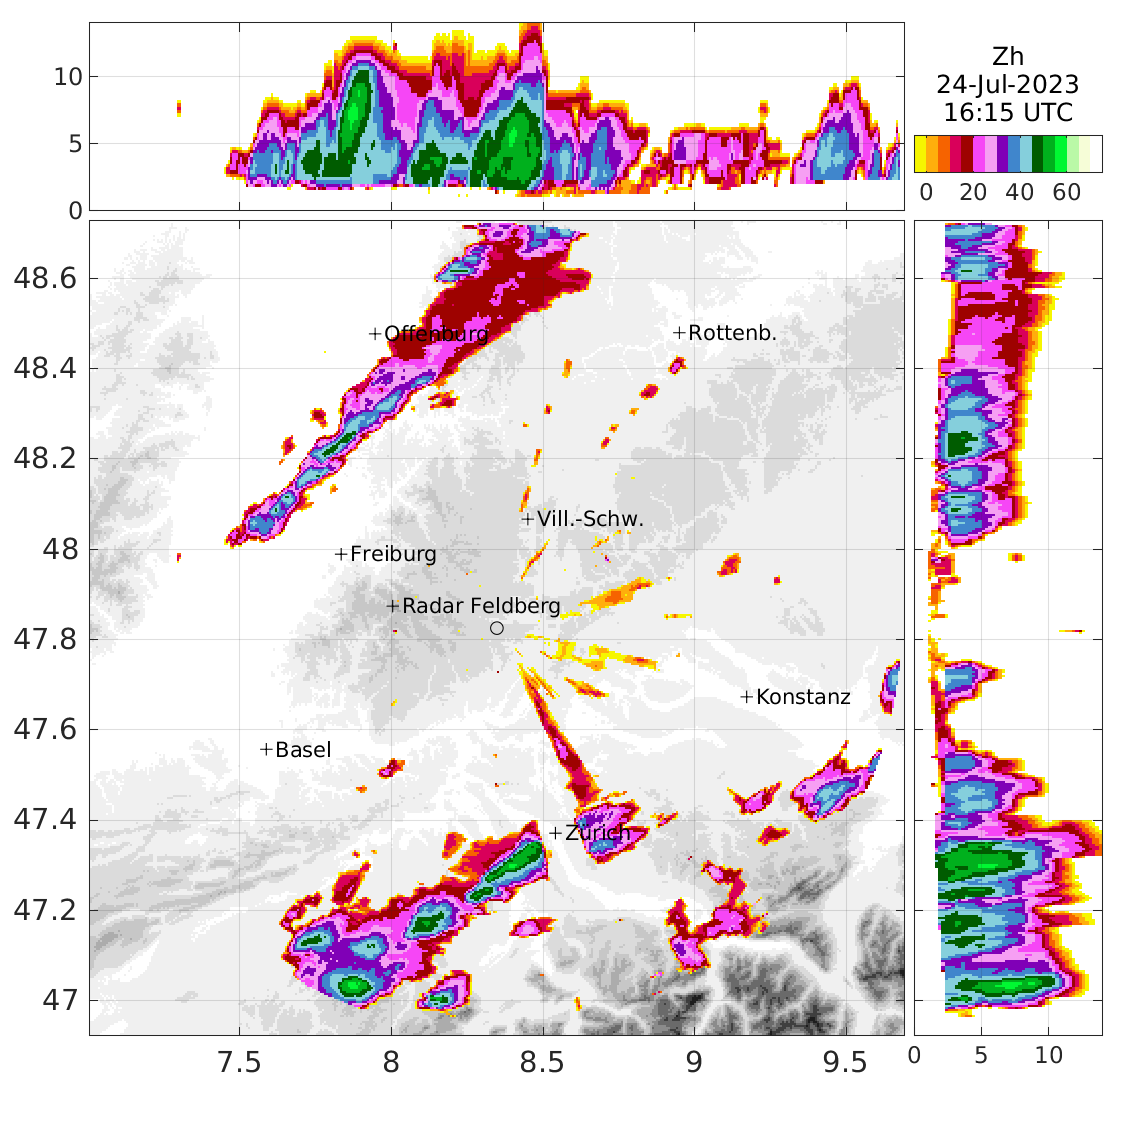 10
5
0
Zh
24-Jul-2023
16:15 UTC
0 20 40 60
48.6
48.4
48.2
48
47.8
47.6
47.4
47.2
47
+Offenburg
+Rottenb.
+Vill.-Schw.
+Freiburg
+Radar Feldberg
+Konstanz
+Basel
+Zurich
7.5 8 8.5 9 9.5
0 5 10